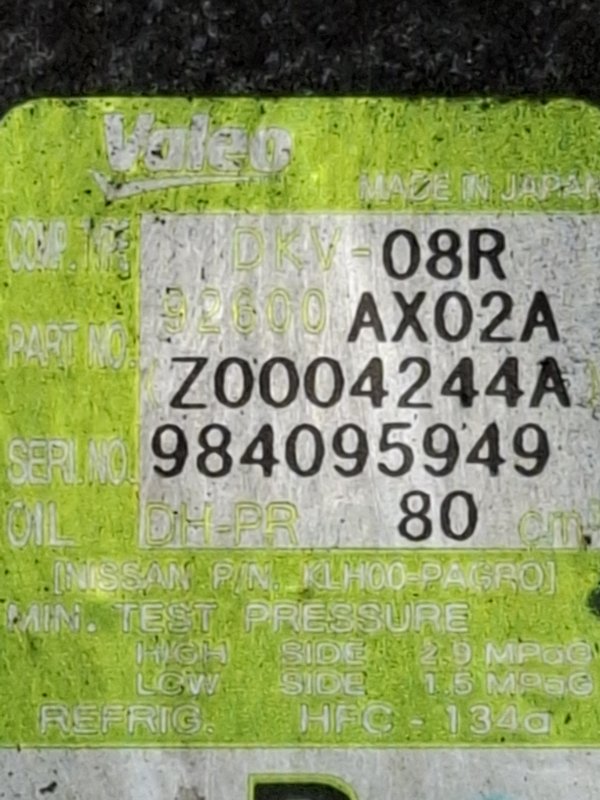 Valeo
MADE IN JAPAN
COMP. TYPE DKV-08R
PART NO. 92600 AX02A
Z0004244A
SERI.NO. 984095949
OIL DH-PR 80 cm³
[NISSAN P/N. KLH00-PAGR0]
MIN. TEST PRESSURE
HIGH SIDE 2.9 MPaG
LOW SIDE 1.5 MPaG
REFRIG. HFC - 134a